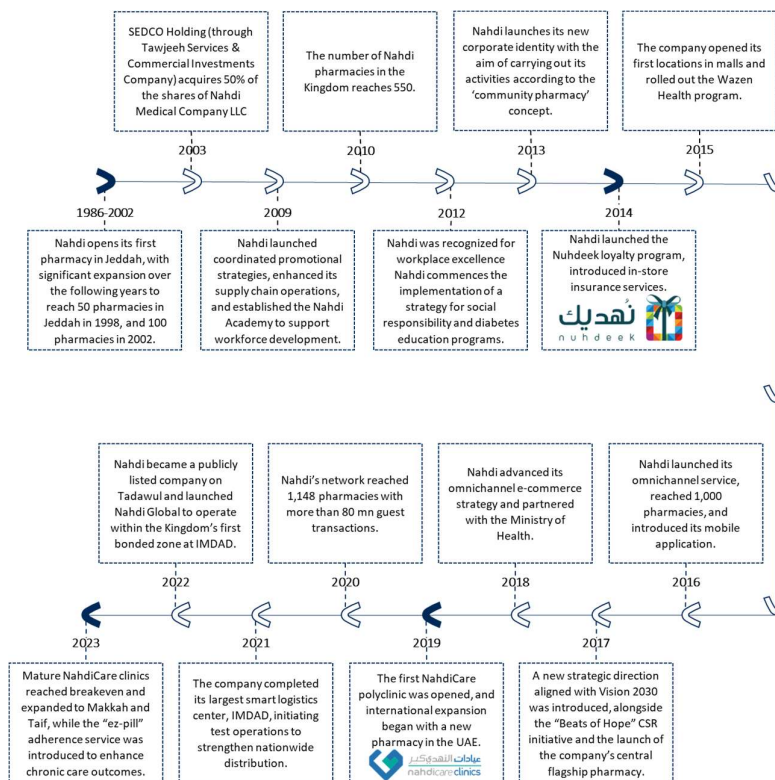 SEDCO Holding (through
Tawjeeh Services &
Commercial Investments
Company) acquires 50% of
the shares of Nahdi
Medical Company LLC
2003
The number of Nahdi
pharmacies in the
Kingdom reaches 550.
2010
Nahdi launches its new
corporate identity with the
aim of carrying out its
activities according to the
‘community pharmacy’
concept.
2013
The company opened its
first locations in malls and
rolled out the Wazen
Health program.
2015
1986-2002
Nahdi opens its first
pharmacy in Jeddah, with
significant expansion over
the following years to
reach 50 pharmacies in
Jeddah in 1998, and 100
pharmacies in 2002.
2009
Nahdi launched
coordinated promotional
strategies, enhanced its
supply chain operations,
and established the Nahdi
Academy to support
workforce development.
2012
Nahdi was recognized for
workplace excellence
Nahdi commences the
implementation of a
strategy for social
responsibility and diabetes
education programs.
2014
Nahdi launched the
Nuhdeek loyalty program,
introduced in-store
insurance services.
نُهديك
nuhdeek
Nahdi became a publicly
listed company on
Tadawul and launched
Nahdi Global to operate
within the Kingdom’s first
bonded zone at IMDAD.
2022
Nahdi’s network reached
1,148 pharmacies with
more than 80 mn guest
transactions.
2020
Nahdi advanced its
omnichannel e-commerce
strategy and partnered
with the Ministry of
Health.
2018
Nahdi launched its
omnichannel service,
reached 1,000
pharmacies, and
introduced its mobile
application.
2016
2023
Mature NahdiCare clinics
reached breakeven and
expanded to Makkah and
Taif, while the “ez-pill”
adherence service was
introduced to enhance
chronic care outcomes.
2021
The company completed
its largest smart logistics
center, IMDAD, initiating
test operations to
strengthen nationwide
distribution.
2019
The first NahdiCare
polyclinic was opened, and
international expansion
began with a new
pharmacy in the UAE.
عيادات النهدي كير
nahdicareclinics
2017
A new strategic direction
aligned with Vision 2030
was introduced, alongside
the “Beats of Hope” CSR
initiative and the launch of
the company’s central
flagship pharmacy.